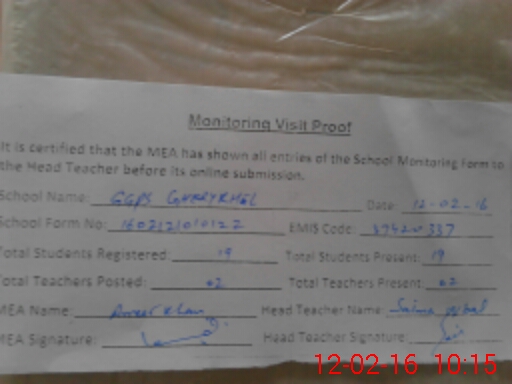 Monitoring Visit Proof
It is certified that the MEA has shown all entries of the School Monitoring Form to
the Head Teacher before its online submission.
School Name: GGPS Date: 12-02-16
School Form No: EMIS Code:
Total Students Registered: 19 Total Students Present: 19
Total Teachers Posted: 02 Total Teachers Present: 02
MEA Name: Head Teacher Name:
MEA Signature: Head Teacher Signature
12-02-16 10:15